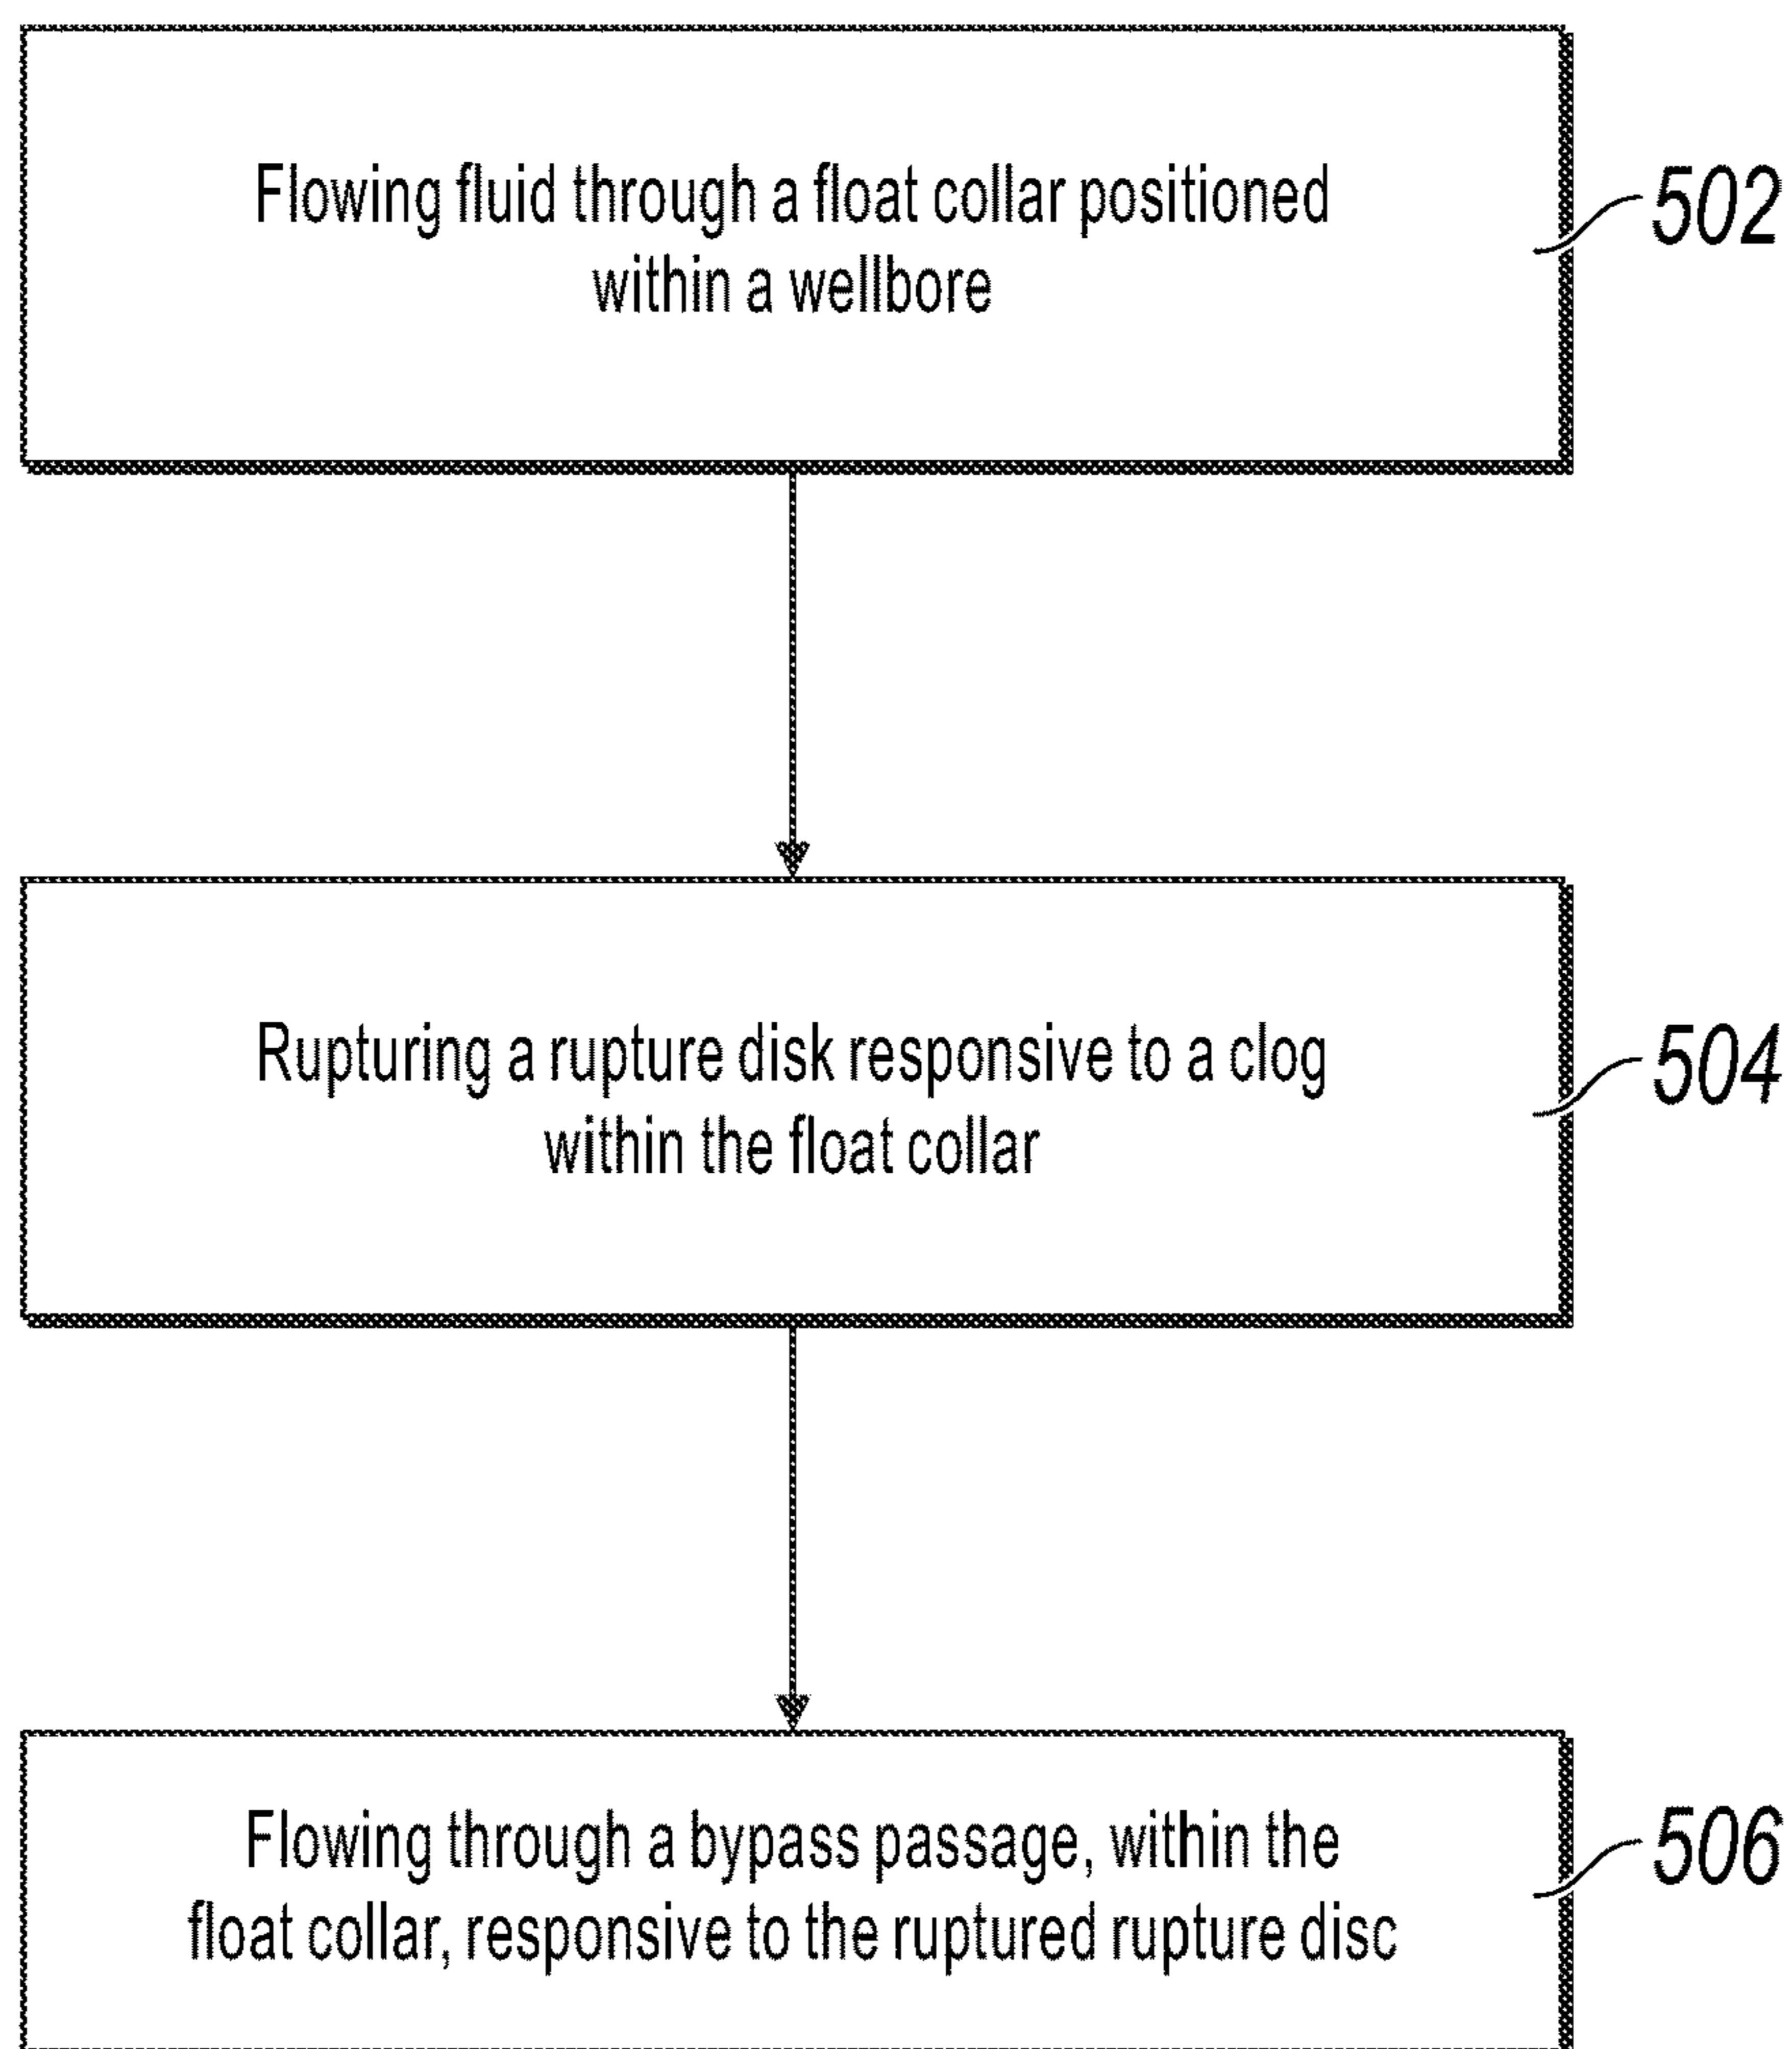 Flowing fluid through a float collar positioned
within a wellbore
502
Rupturing a rupture disk responsive to a clog
within the float collar
504
Flowing through a bypass passage, within the
float collar, responsive to the ruptured rupture disc
506